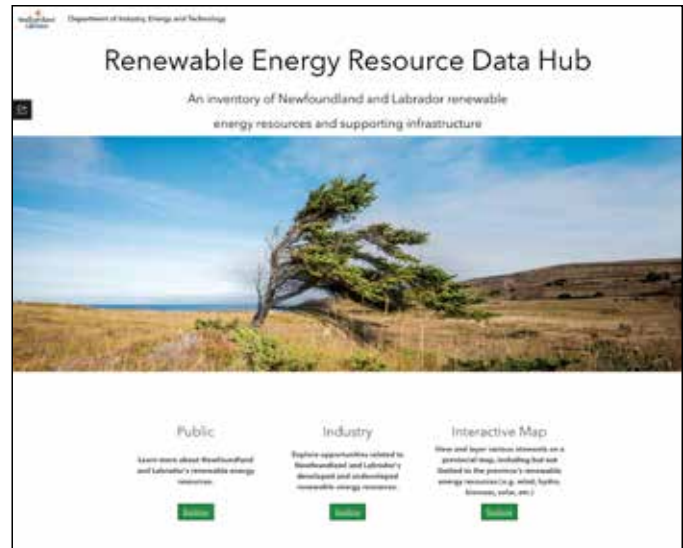 Newfoundland
Labrador
Department of Industry, Energy and Technology
Renewable Energy Resource Data Hub
An inventory of Newfoundland and Labrador renewable
energy resources and supporting infrastructure
Public
Learn more about Newfoundland
and Labrador's renewable energy
resources.
Industry
Explore opportunities related to
Newfoundland and Labrador's
developed and undeveloped
renewable energy resources.
Interactive Map
View and layer various elements on a
provincial map, including but not
limited to the province's renewable
energy resources (e.g. wind, hydro,
biomass, solar, etc.)